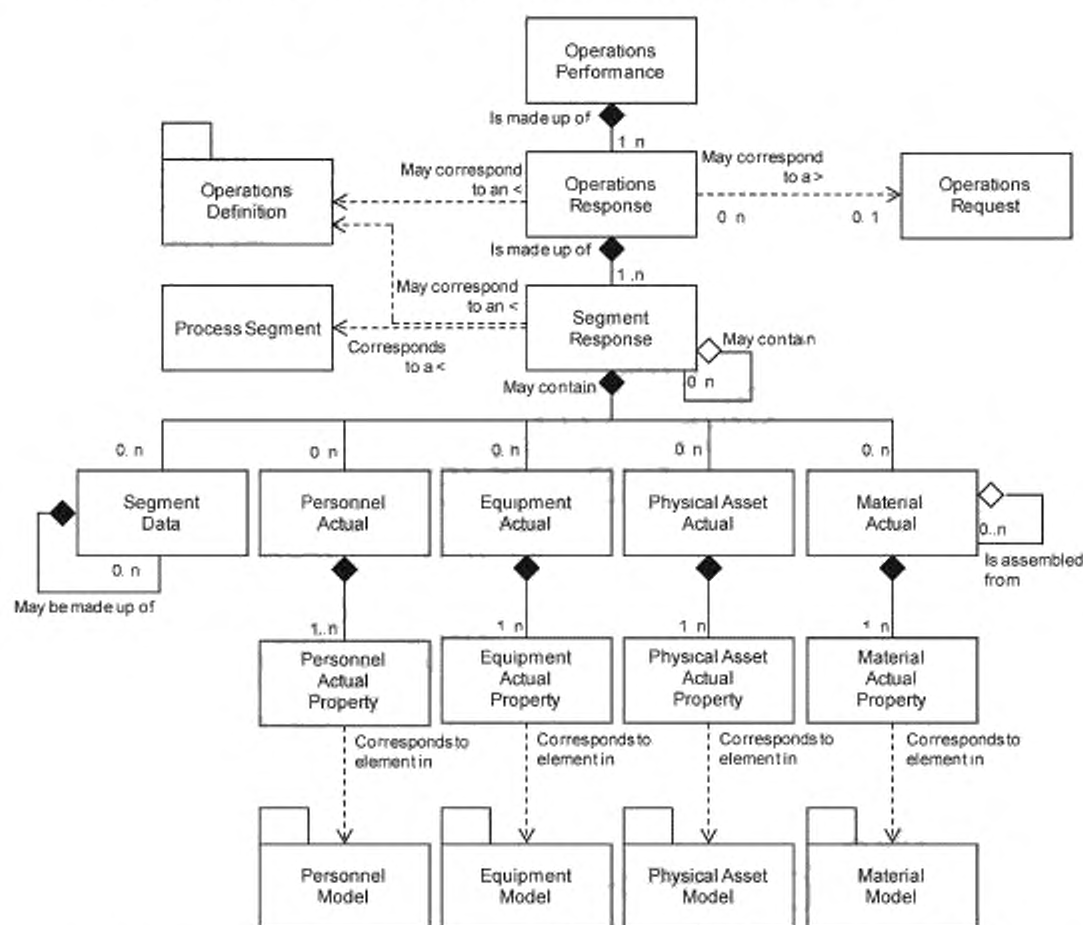 Operations
Performance
Is made up of
1 n
May correspond
to an <
Operations
Response
May correspond
to a >
0 n
0. 1
Operations
Request
Operations
Definition
Is made up of
1..n
May correspond
to an <
Process Segment
Corresponds
to a <
Segment
Response
May contain
0 n
May contain
0. n
0 n
0. n
0 n
0. n
Segment
Data
Personnel
Actual
Equipment
Actual
Physical Asset
Actual
Material
Actual
0. n
May be made up of
0..n
Is assembled
from
1..n
1 n
1 n
1 n
Personnel
Actual
Property
Equipment
Actual
Property
Physical Asset
Actual
Property
Material
Actual
Property
Corresponds to
element in
Corresponds to
element in
Corresponds to
element in
Corresponds to
element in
Personnel
Model
Equipment
Model
Physical Asset
Model
Material
Model